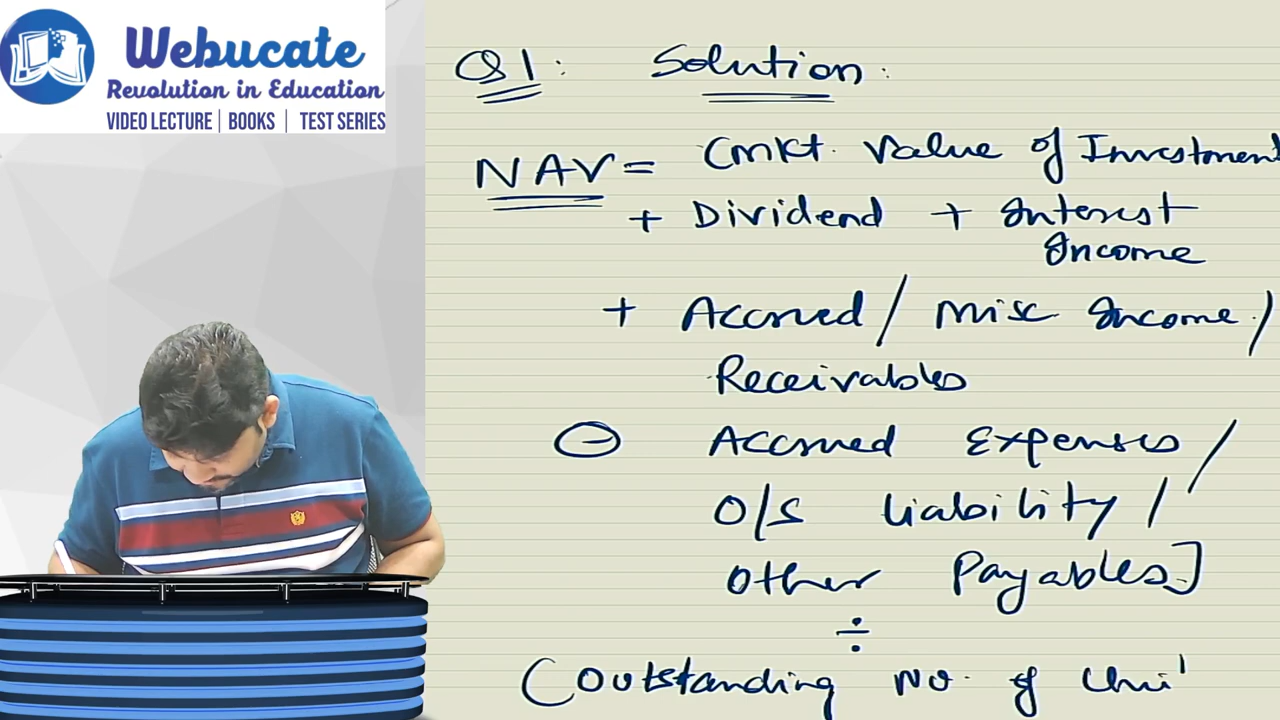 Webucate
Revolution in Education
VIDEO LECTURE | BOOKS | TEST SERIES
Q1: Solution:
NAV = (mkt. Value of Investment
+ Dividend + Interest
Income
+ Accrued / misc. Income /
Receivables
- Accrued Expenses /
O/S liability /
Other Payables]
÷
(Outstanding No. of Uni